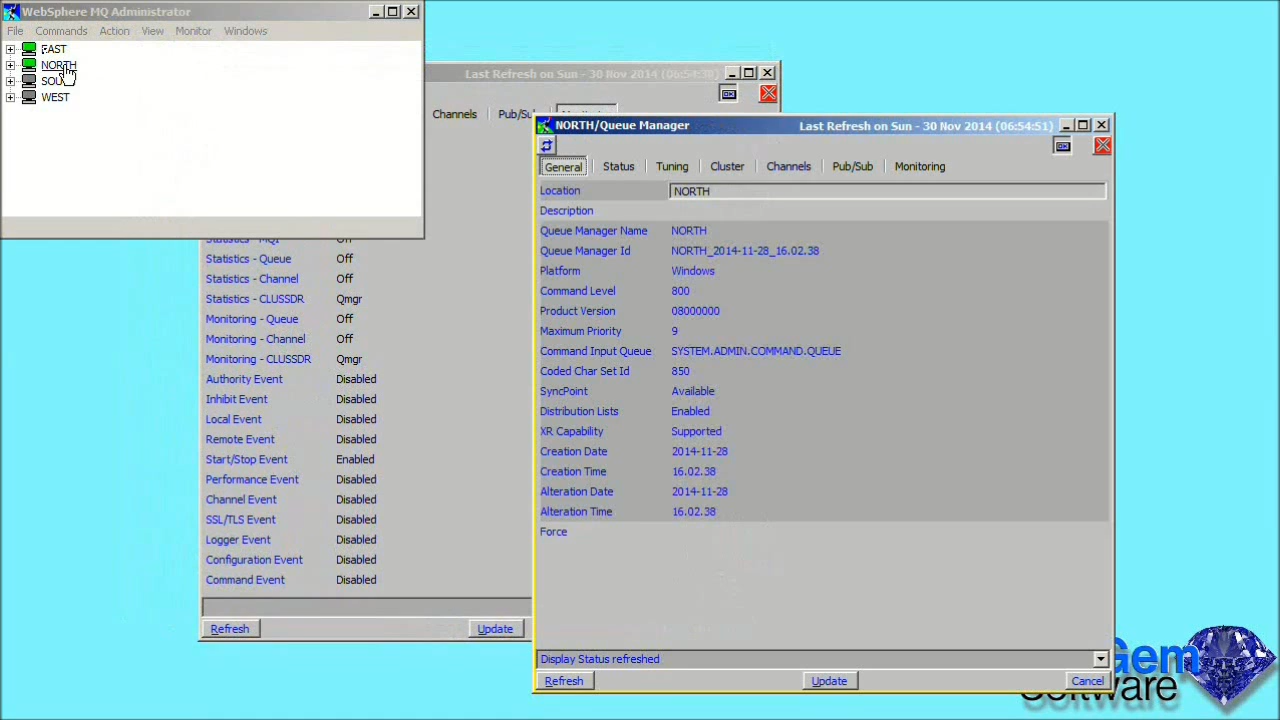 WebSphere MQ Administrator
File Commands Action View Monitor Windows
EAST
NORTH
WEST
Last Refresh on Sun - 30 Nov 2014
Channels Pub/Su
Statistics - Queue Off
Statistics - Channel Off
Statistics - CLUSSDR Qmgr
Monitoring - Queue Off
Monitoring - Channel Off
Monitoring - CLUSSDR Qmgr
Authority Event Disabled
Inhibit Event Disabled
Local Event Disabled
Remote Event Disabled
Start/Stop Event Enabled
Performance Event Disabled
Channel Event Disabled
SSL/TLS Event Disabled
Logger Event Disabled
Configuration Event Disabled
Command Event Disabled
Refresh Update
NORTH/Queue Manager Last Refresh on Sun - 30 Nov 2014 (06:54:51)
General Status Tuning Cluster Channels Pub/Sub Monitoring
Location NORTH
Description
Queue Manager Name NORTH
Queue Manager Id NORTH_2014-11-28_16.02.38
Platform Windows
Command Level 800
Product Version 08000000
Maximum Priority 9
Command Input Queue SYSTEM.ADMIN.COMMAND.QUEUE
Coded Char Set Id 850
SyncPoint Available
Distribution Lists Enabled
XR Capability Supported
Creation Date 2014-11-28
Creation Time 16.02.38
Alteration Date 2014-11-28
Alteration Time 16.02.38
Force
Display Status refreshed
Refresh Update Cancel
Gem
Software